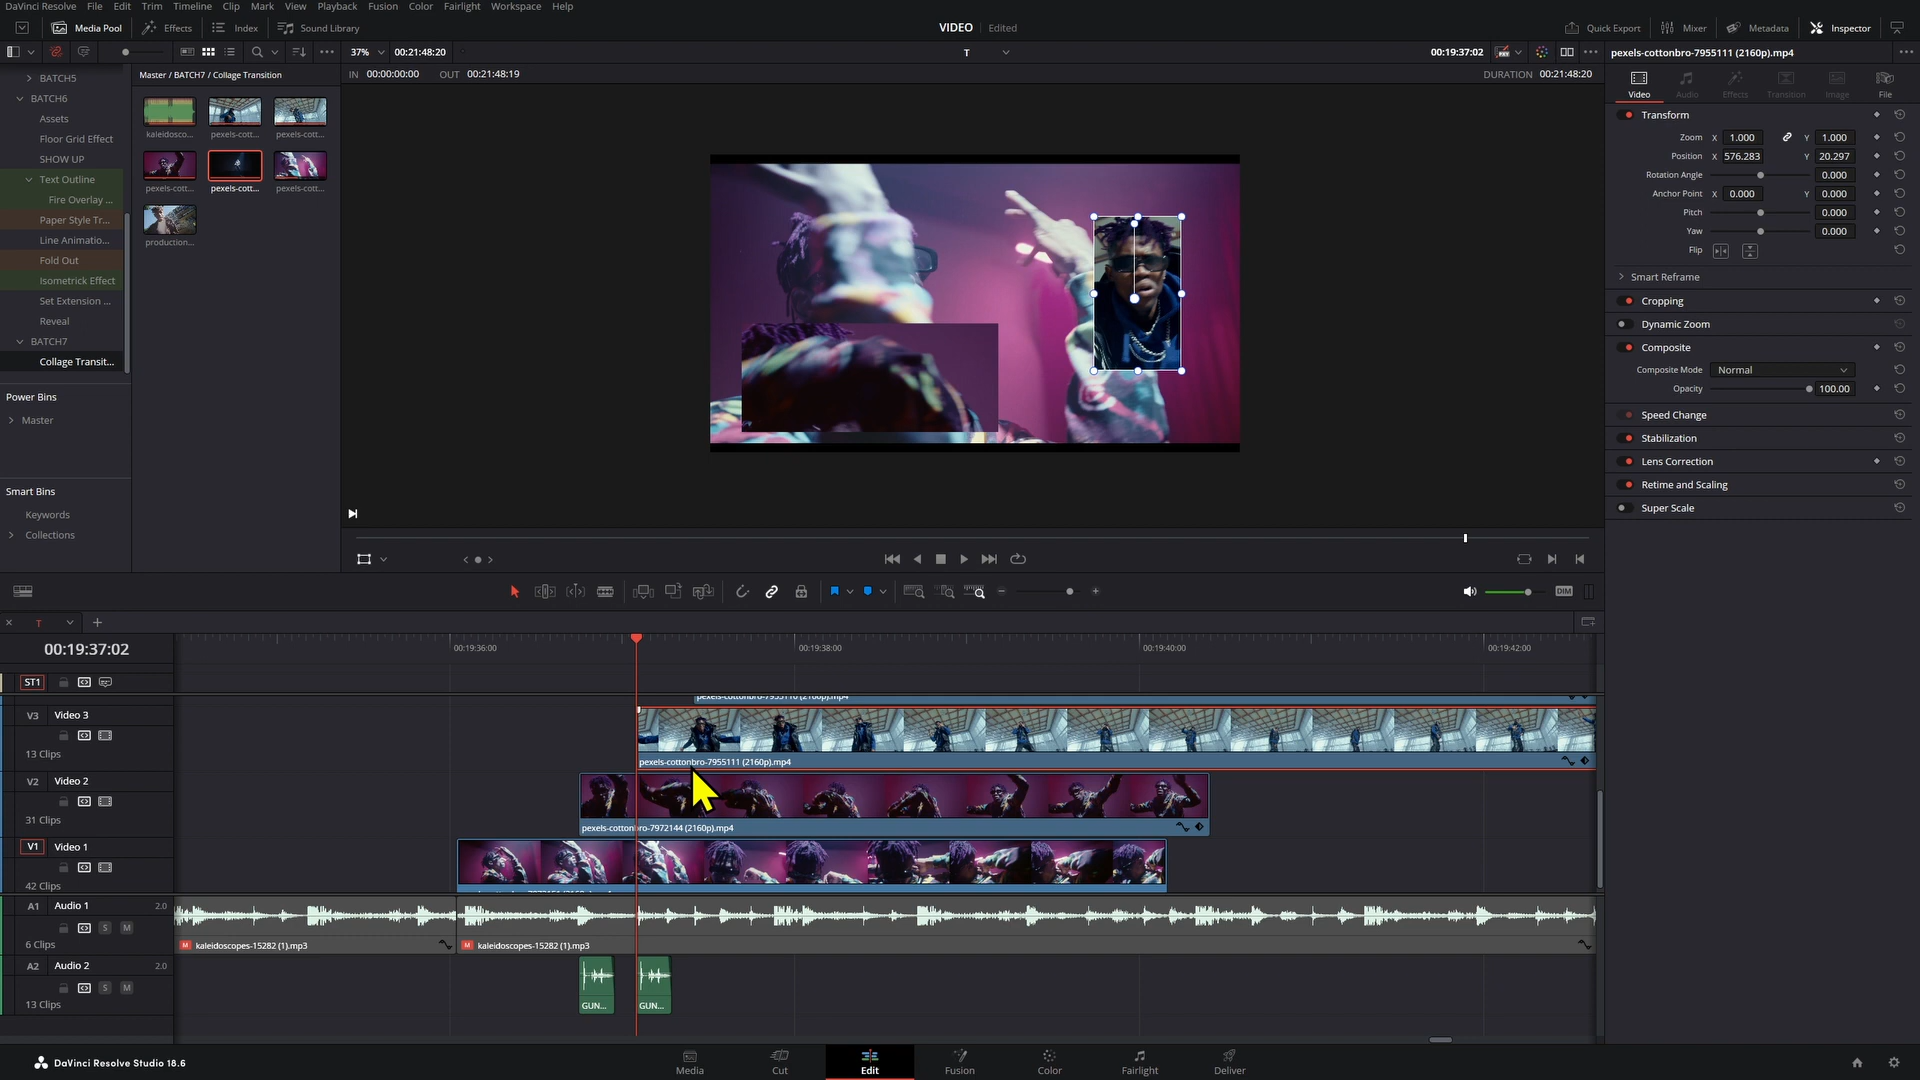 DaVinci Resolve File Edit Trim Timeline Clip Mark View Playback Fusion Color Fairlight Workspace Help
Media Pool Effects Index Sound Library VIDEO Edited Quick Export Mixer Metadata Inspector
37% 00:21:48:20 T 00:19:37:02 pexels-cottonbro-7955111 (2160p).mp4
Master / BATCH7 / Collage Transition IN 00:00:00:00 OUT 00:21:48:19 DURATION 00:21:48:20
BATCH5
BATCH6
Assets
Floor Grid Effect
SHOW UP
Text Outline
Fire Overlay ...
Paper Style Tr...
Line Animatio...
Fold Out
Isometrick Effect
Set Extension ...
Reveal
BATCH7
Collage Transit...
Power Bins
Master
Smart Bins
Keywords
Collections
kaleidosco... pexels-cott... pexels-cott...
pexels-cott... pexels-cott... pexels-cott...
production...
Video Audio Effects Transition Image File
Transform
Zoom X 1.000 Y 1.000
Position X 576.283 Y 20.297
Rotation Angle 0.000
Anchor Point X 0.000 Y 0.000
Pitch 0.000
Yaw 0.000
Flip
Smart Reframe
Cropping
Dynamic Zoom
Composite
Composite Mode Normal
Opacity 100.00
Speed Change
Stabilization
Lens Correction
Retime and Scaling
Super Scale
DIM
T
00:19:37:02 00:19:36:00 00:19:38:00 00:19:40:00 00:19:42:00
ST1
V3 Video 3
13 Clips
pexels-cottonbro-7955111 (2160p).mp4
V2 Video 2
31 Clips
pexels-cottonbro-7972144 (2160p).mp4
V1 Video 1
42 Clips
A1 Audio 1 2.0
S M
6 Clips
M kaleidoscopes-15282 (1).mp3 M kaleidoscopes-15282 (1).mp3
A2 Audio 2 2.0
S M
13 Clips
GUN... GUN...
DaVinci Resolve Studio 18.6
Media Cut Edit Fusion Color Fairlight Deliver